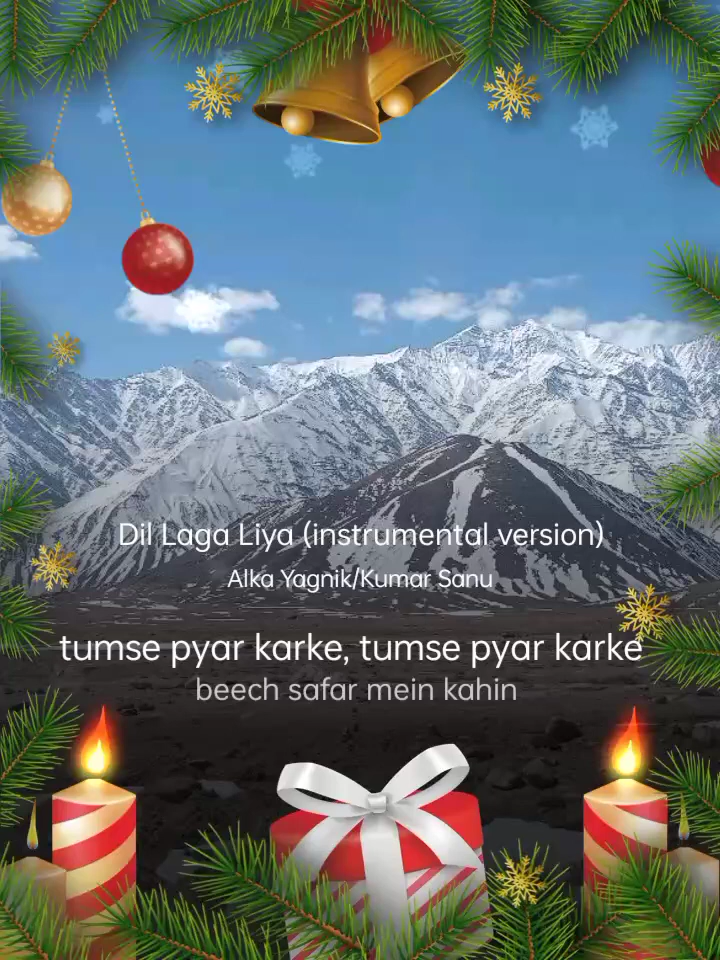 Dil Laga Liya (instrumental version)
Alka Yagnik/Kumar Sanu
tumse pyar karke, tumse pyar karke
beech safar mein kahin